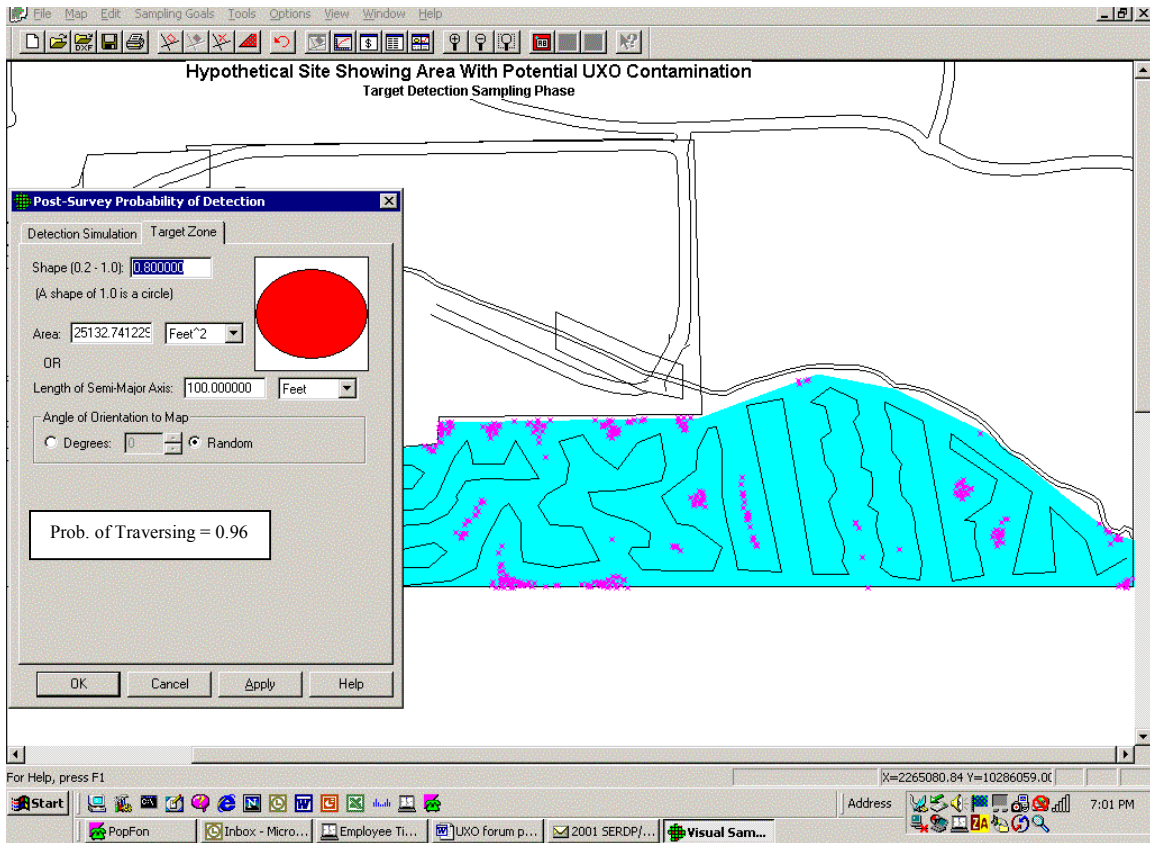 File Map Edit Sampling Goals Tools Options View Window Help
DXF
$
RB
Hypothetical Site Showing Area With Potential UXO Contamination
Target Detection Sampling Phase
Post-Survey Probability of Detection
Detection Simulation Target Zone
Shape (0.2 - 1.0): 0.800000
(A shape of 1.0 is a circle)
Area: 25132.741229 Feet^2
OR
Length of Semi-Major Axis: 100.000000 Feet
Angle of Orientation to Map
Degrees: 0 Random
Prob. of Traversing = 0.96
OK Cancel Apply Help
For Help, press F1
X=2265080.84 Y=10286059.0
Start
Address
7:01 PM
PopFon
Inbox - Micro...
Employee Ti...
UXO forum p...
2001 SERDP/...
Visual Sam...
ZA